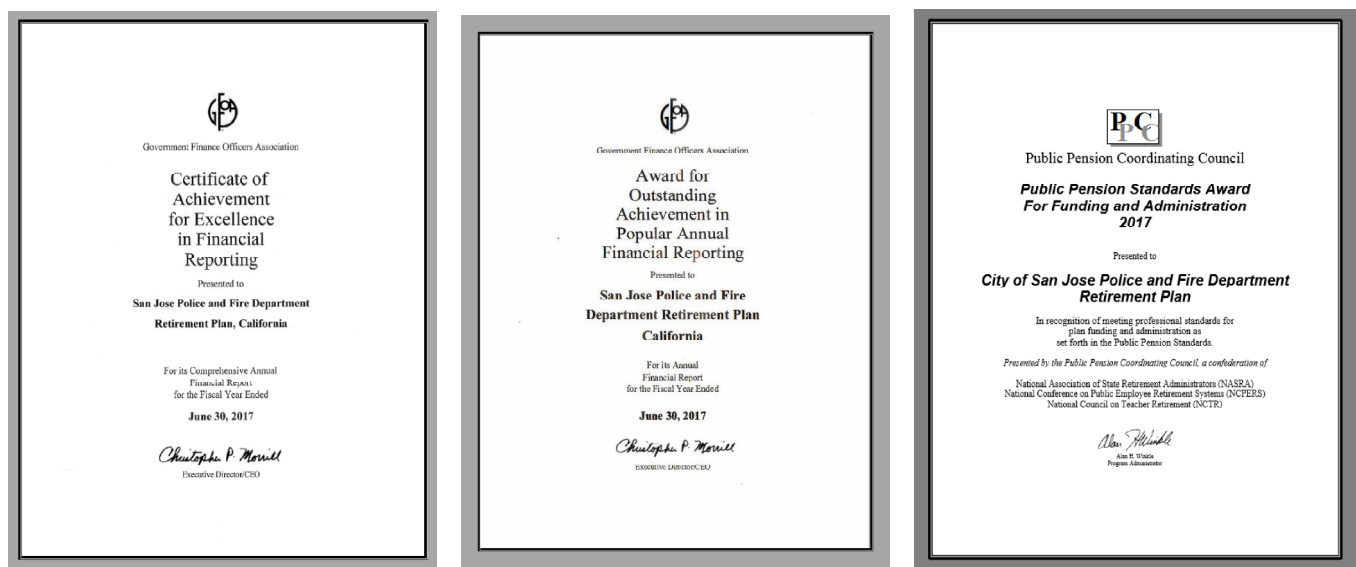 GFOA
Government Finance Officers Association
Certificate of
Achievement
for Excellence
in Financial
Reporting
Presented to
San Jose Police and Fire Department
Retirement Plan, California
For its Comprehensive Annual
Financial Report
for the Fiscal Year Ended
June 30, 2017
Christopher P. Morrill
Executive Director/CEO
GFOA
Government Finance Officers Association
Award for
Outstanding
Achievement in
Popular Annual
Financial Reporting
Presented to
San Jose Police and Fire
Department Retirement Plan
California
For its Annual
Financial Report
for the Fiscal Year Ended
June 30, 2017
Christopher P. Morrill
Executive Director/CEO
PPCC
Public Pension Coordinating Council
Public Pension Standards Award
For Funding and Administration
2017
Presented to
City of San Jose Police and Fire Department
Retirement Plan
In recognition of meeting professional standards for
plan funding and administration as
set forth in the Public Pension Standards.
Presented by the Public Pension Coordinating Council, a confederation of
National Association of State Retirement Administrators (NASRA)
National Conference on Public Employee Retirement Systems (NCPERS)
National Council on Teacher Retirement (NCTR)
Alan H. Winkle
Alan H. Winkle
Program Administrator